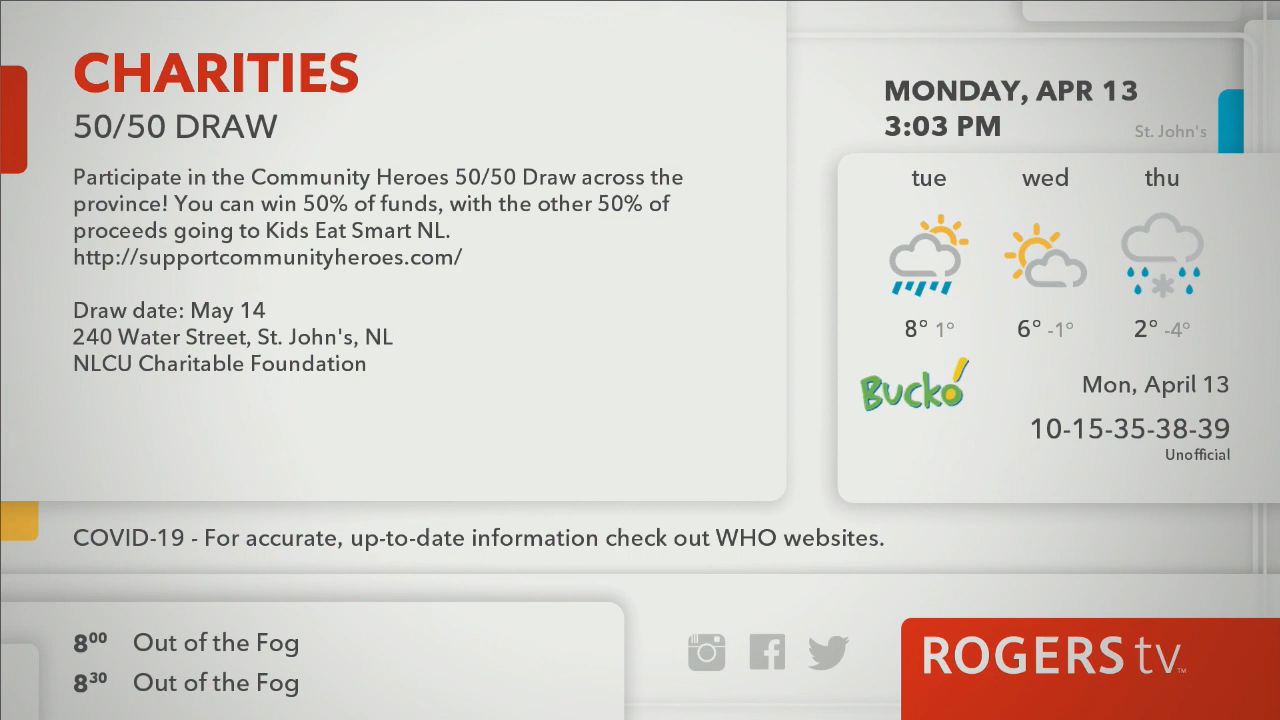 CHARITIES
50/50 DRAW
Participate in the Community Heroes 50/50 Draw across the
province! You can win 50% of funds, with the other 50% of
proceeds going to Kids Eat Smart NL.
http://supportcommunityheroes.com/
Draw date: May 14
240 Water Street, St. John's, NL
NLCU Charitable Foundation
MONDAY, APR 13
3:03 PM
St. John's
tue wed thu
8° 1° 6° -1° 2° -4°
Bucko!
Mon, April 13
10-15-35-38-39
Unofficial
COVID-19 - For accurate, up-to-date information check out WHO websites.
8⁰⁰ Out of the Fog
8³⁰ Out of the Fog
ROGERS tv™